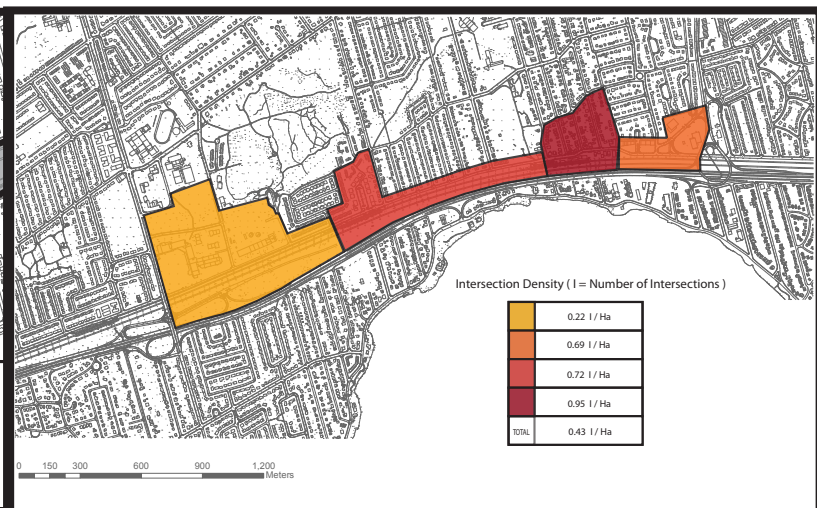 Intersection Density ( I = Number of Intersections )
0.22 I / Ha
0.69 I / Ha
0.72 I / Ha
0.95 I / Ha
TOTAL 0.43 I / Ha
0 150 300 600 900 1,200
Meters